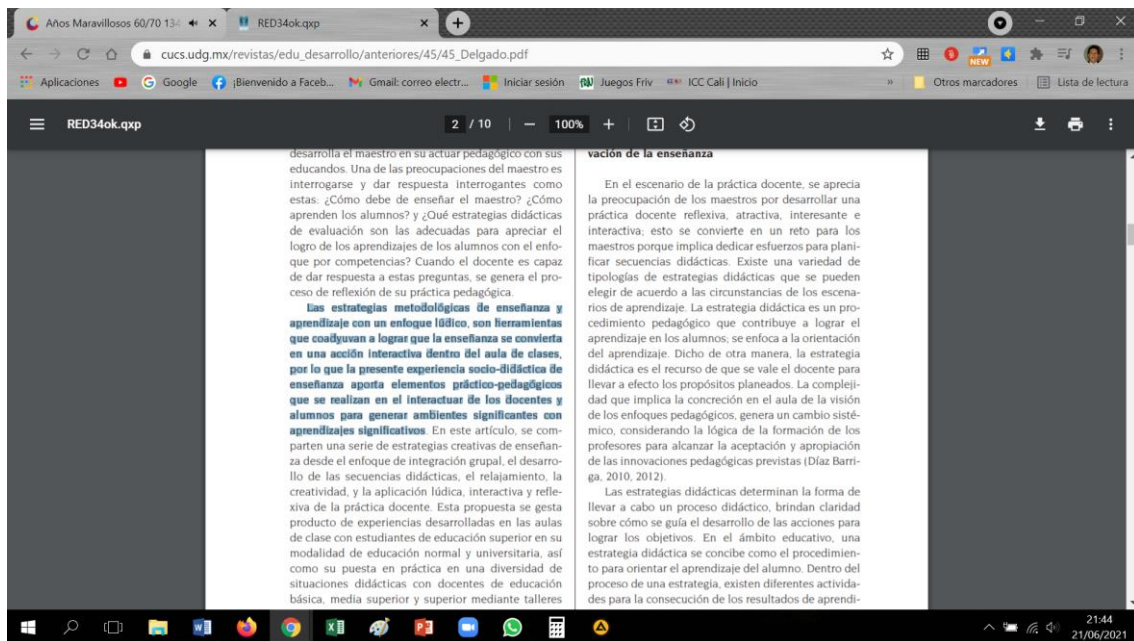 Años Maravillosos 60/70 134
RED34ok.qxp
cucs.udg.mx/revistas/edu_desarrollo/anteriores/45/45_Delgado.pdf
NEW
Aplicaciones
Google
¡Bienvenido a Faceb...
Gmail: correo electr...
Iniciar sesión
Juegos Friv
ICC Cali | Inicio
»
Otros marcadores
Lista de lectura
RED34ok.qxp
2 / 10
100%
desarrolla el maestro en su actuar pedagógico con sus
educandos. Una de las preocupaciones del maestro es
interrogarse y dar respuesta interrogantes como
estas: ¿Cómo debe de enseñar el maestro? ¿Cómo
aprenden los alumnos? y ¿Qué estrategias didácticas
de evaluación son las adecuadas para apreciar el
logro de los aprendizajes de los alumnos con el enfo-
que por competencias? Cuando el docente es capaz
de dar respuesta a estas preguntas, se genera el pro-
ceso de reflexión de su práctica pedagógica.
Las estrategias metodológicas de enseñanza y
aprendizaje con un enfoque lúdico, son herramientas
que coadyuvan a lograr que la enseñanza se convierta
en una acción interactiva dentro del aula de clases,
por lo que la presente experiencia socio-didáctica de
enseñanza aporta elementos práctico-pedagógicos
que se realizan en el interactuar de los docentes y
alumnos para generar ambientes significantes con
aprendizajes significativos. En este artículo, se com-
parten una serie de estrategias creativas de enseñan-
za desde el enfoque de integración grupal, el desarro-
llo de las secuencias didácticas, el relajamiento, la
creatividad, y la aplicación lúdica, interactiva y refle-
xiva de la práctica docente. Esta propuesta se gesta
producto de experiencias desarrolladas en las aulas
de clase con estudiantes de educación superior en su
modalidad de educación normal y universitaria, así
como su puesta en práctica en una diversidad de
situaciones didácticas con docentes de educación
básica, media superior y superior mediante talleres
vación de la enseñanza
En el escenario de la práctica docente, se aprecia
la preocupación de los maestros por desarrollar una
práctica docente reflexiva, atractiva, interesante e
interactiva; esto se convierte en un reto para los
maestros porque implica dedicar esfuerzos para plani-
ficar secuencias didácticas. Existe una variedad de
tipologías de estrategias didácticas que se pueden
elegir de acuerdo a las circunstancias de los escena-
rios de aprendizaje. La estrategia didáctica es un pro-
cedimiento pedagógico que contribuye a lograr el
aprendizaje en los alumnos; se enfoca a la orientación
del aprendizaje. Dicho de otra manera, la estrategia
didáctica es el recurso de que se vale el docente para
llevar a efecto los propósitos planeados. La compleji-
dad que implica la concreción en el aula de la visión
de los enfoques pedagógicos, genera un cambio sisté-
mico, considerando la lógica de la formación de los
profesores para alcanzar la aceptación y apropiación
de las innovaciones pedagógicas previstas (Díaz Barri-
ga, 2010, 2012).
Las estrategias didácticas determinan la forma de
llevar a cabo un proceso didáctico, brindan claridad
sobre cómo se guía el desarrollo de las acciones para
lograr los objetivos. En el ámbito educativo, una
estrategia didáctica se concibe como el procedimien-
to para orientar el aprendizaje del alumno. Dentro del
proceso de una estrategia, existen diferentes activida-
des para la consecución de los resultados de aprendi-
21:44
21/06/2021